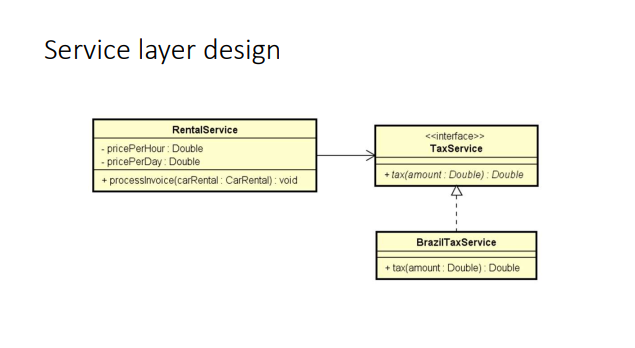 Service layer design
RentalService
- pricePerHour : Double
- pricePerDay : Double
+ processInvoice(carRental : CarRental) : void
<<interface>>
TaxService
+ tax(amount : Double) : Double
BrazilTaxService
+ tax(amount : Double) : Double